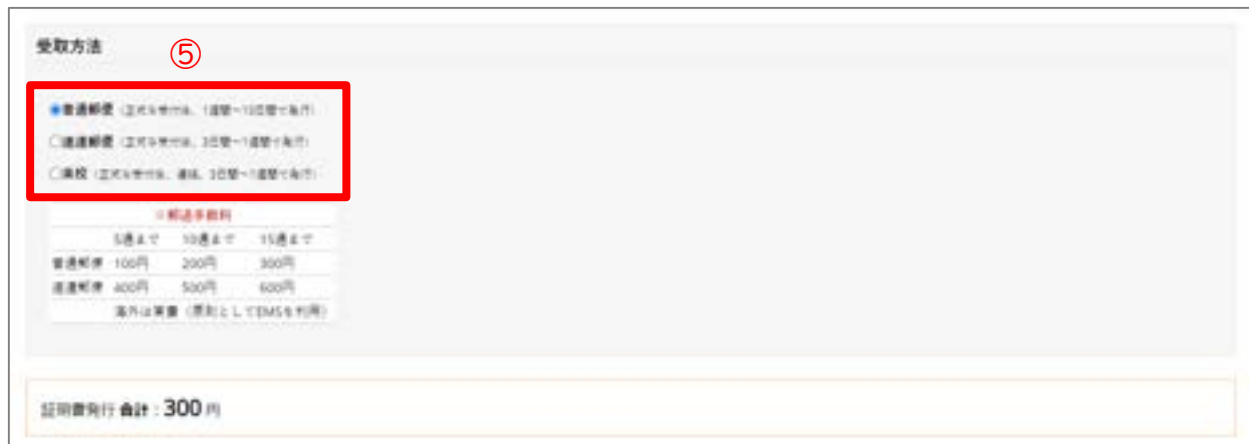 受取方法
⑤
普通郵便（正式な受付後、1週間～10日間で発行）
速達郵便（正式な受付後、3日間～1週間で発行）
来校（正式な受付後、連絡、3日間～1週間で発行）
※郵送手数料
5通まで 10通まで 15通まで
普通郵便 100円 200円 300円
速達郵便 400円 500円 600円
海外は実費（原則としてEMSを利用）
証明書発行 合計：300 円